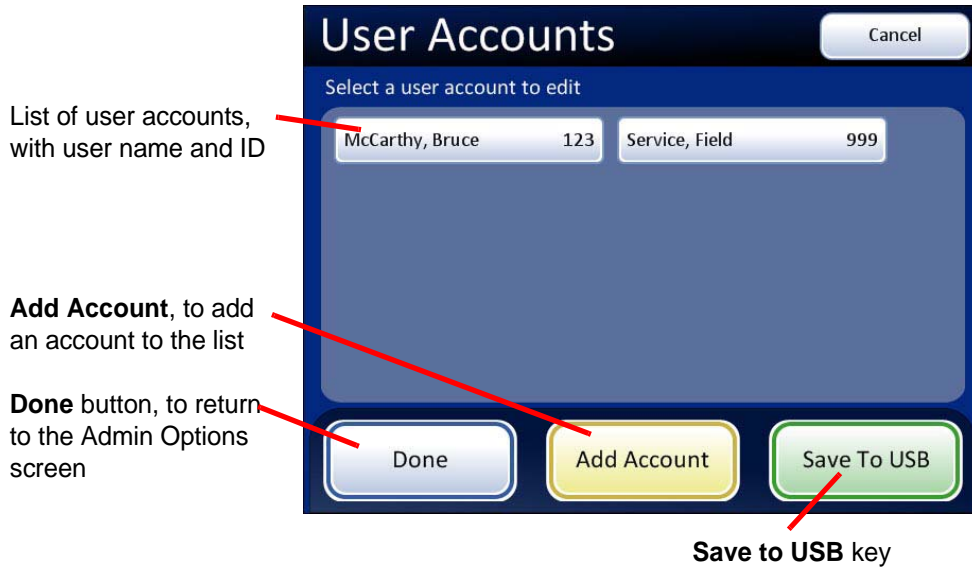 User Accounts
Cancel
Select a user account to edit
List of user accounts,
with user name and ID
McCarthy, Bruce 123
Service, Field 999
Add Account, to add
an account to the list
Done button, to return
to the Admin Options
screen
Done
Add Account
Save To USB
Save to USB key